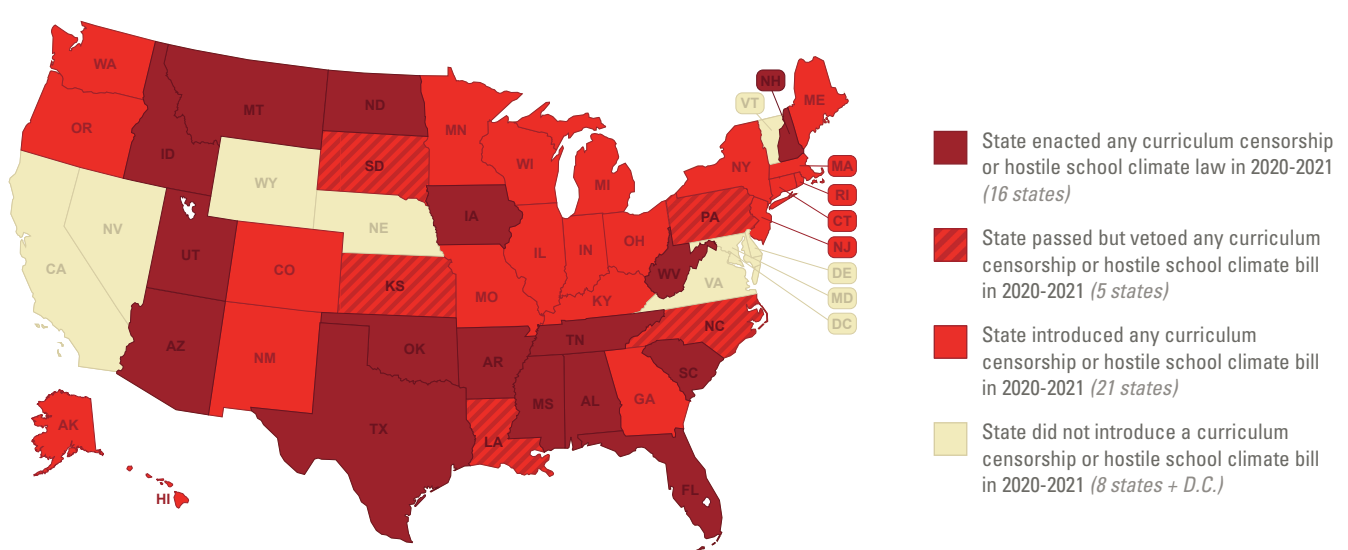 WA
OR
CA
NV
ID
MT
WY
UT
AZ
CO
NM
ND
SD
NE
KS
OK
TX
MN
IA
MO
AR
LA
WI
IL
MI
IN
OH
KY
TN
MS
AL
GA
FL
SC
NC
VA
WV
PA
NY
VT
NH
ME
MA
RI
CT
NJ
DE
MD
DC
AK
HI
State enacted any curriculum censorship
or hostile school climate law in 2020-2021
(16 states)
State passed but vetoed any curriculum
censorship or hostile school climate bill
in 2020-2021 (5 states)
State introduced any curriculum
censorship or hostile school climate bill
in 2020-2021 (21 states)
State did not introduce a curriculum
censorship or hostile school climate bill
in 2020-2021 (8 states + D.C.)